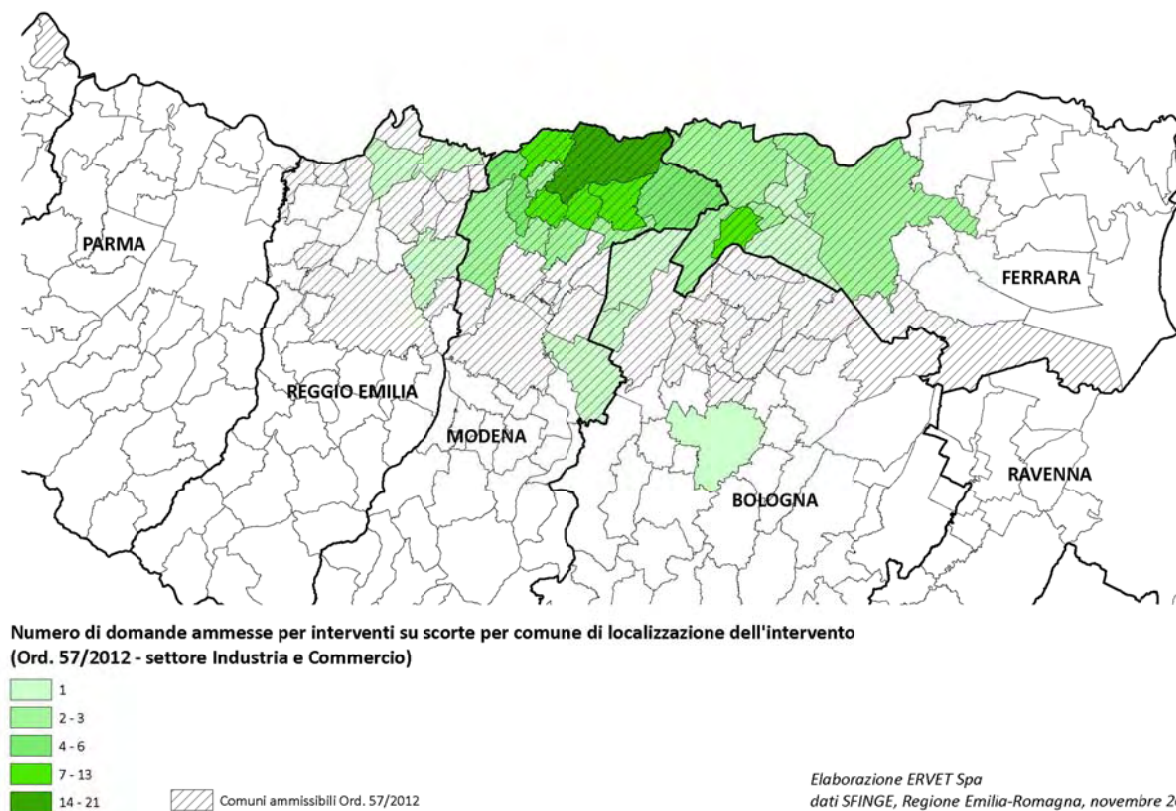 PARMA
FERRARA
REGGIO EMILIA
MODENA
RAVENNA
BOLOGNA
Numero di domande ammesse per interventi su scorte per comune di localizzazione dell'intervento
(Ord. 57/2012 - settore Industria e Commercio)
1
2 - 3
4 - 6
7 - 13
14 - 21
Comuni ammissibili Ord. 57/2012
Elaborazione ERVET Spa
dati SFINGE, Regione Emilia-Romagna, novembre